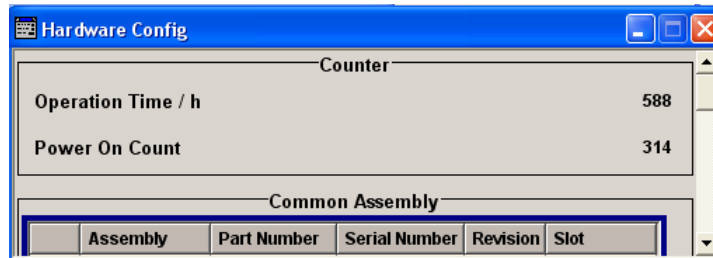 Hardware Config
Counter
Operation Time / h 588
Power On Count 314
Common Assembly
Assembly Part Number Serial Number Revision Slot